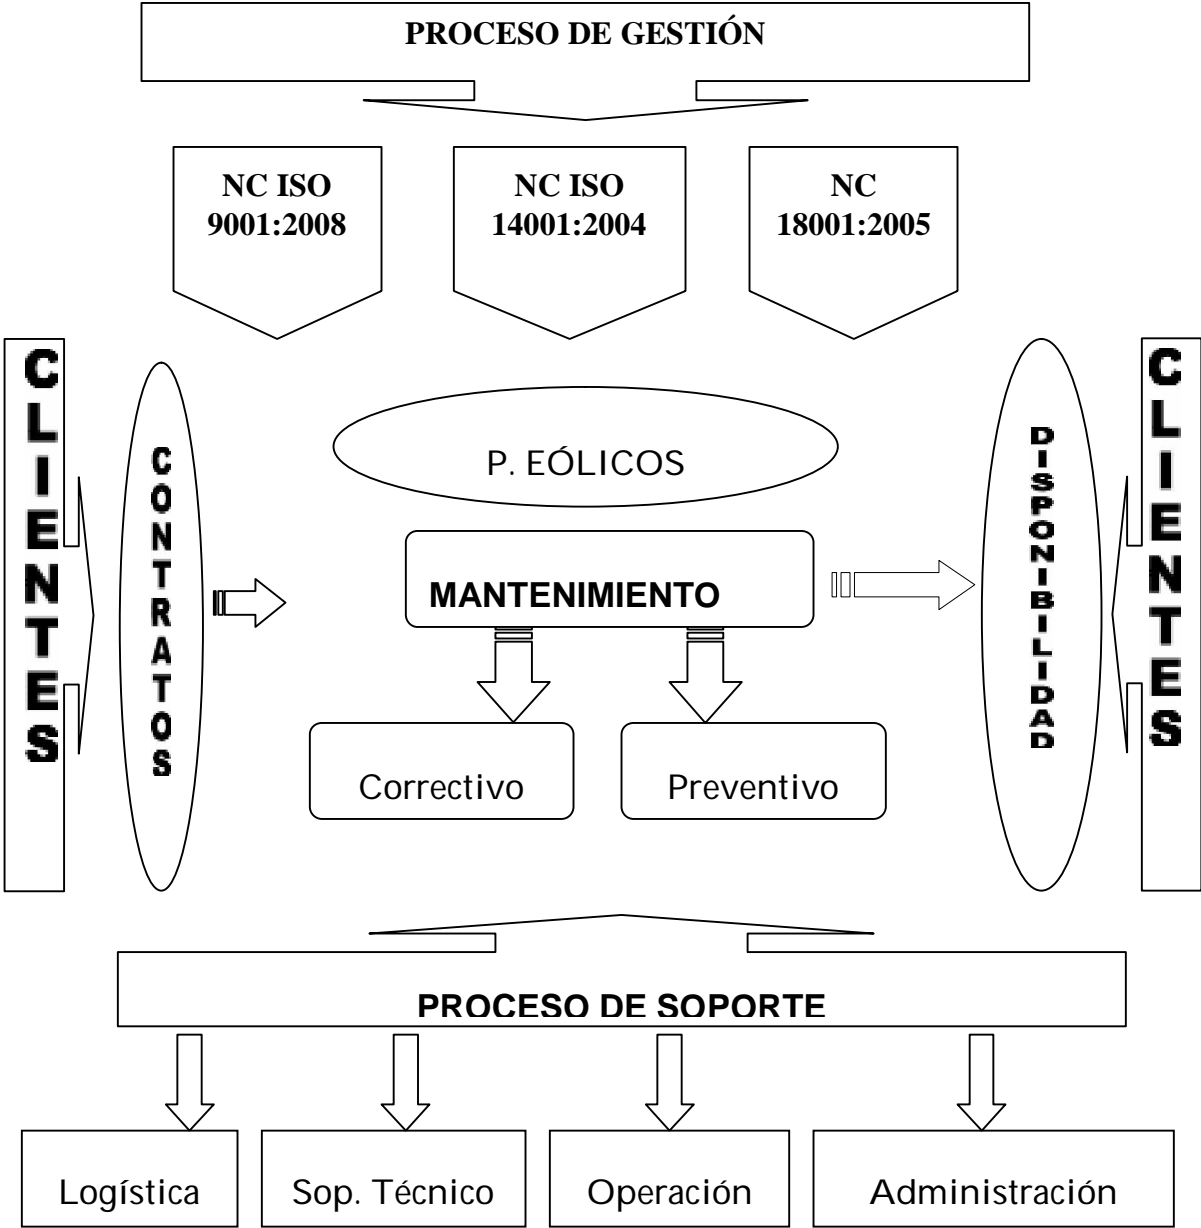 PROCESO DE GESTIÓN
NC ISO
9001:2008
NC ISO
14001:2004
NC
18001:2005
CLIENTES
CONTRATOS
P. EÓLICOS
MANTENIMIENTO
Correctivo
Preventivo
DISPONIBILIDAD
CLIENTES
PROCESO DE SOPORTE
Logística
Sop. Técnico
Operación
Administración